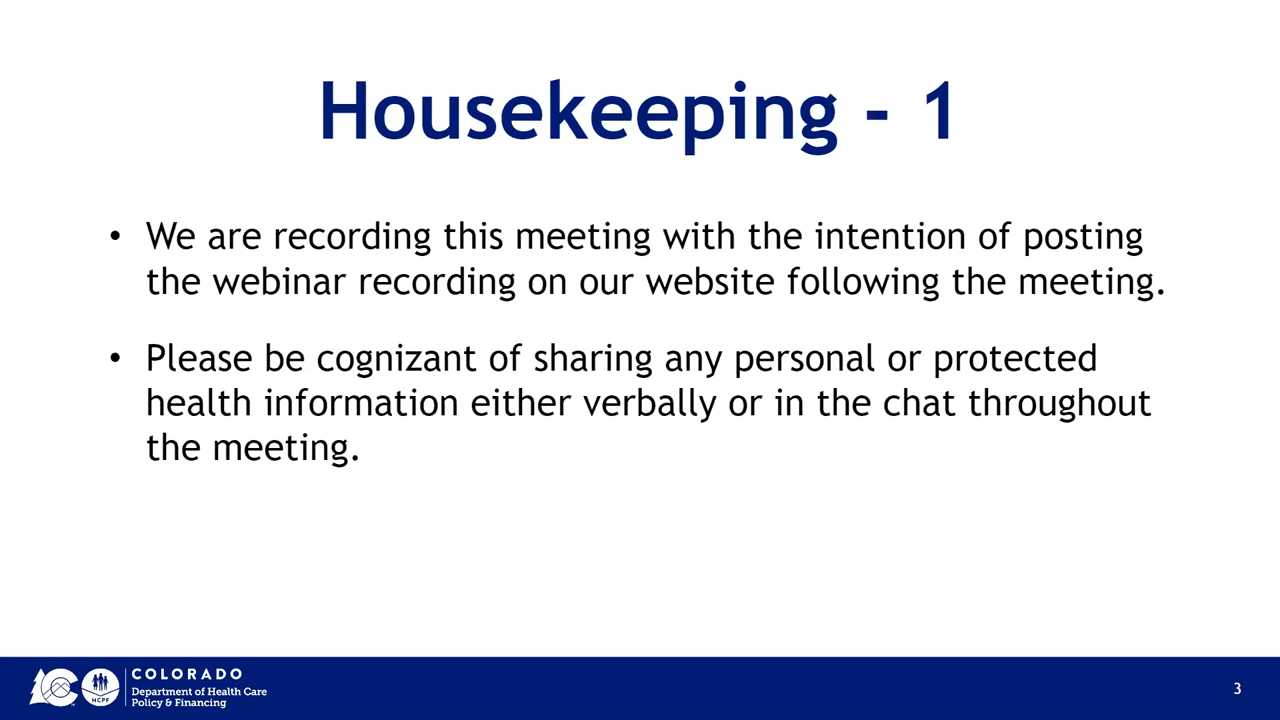 Housekeeping - 1
• We are recording this meeting with the intention of posting
the webinar recording on our website following the meeting.
• Please be cognizant of sharing any personal or protected
health information either verbally or in the chat throughout
the meeting.
HCPF
COLORADO
Department of Health Care
Policy & Financing
3